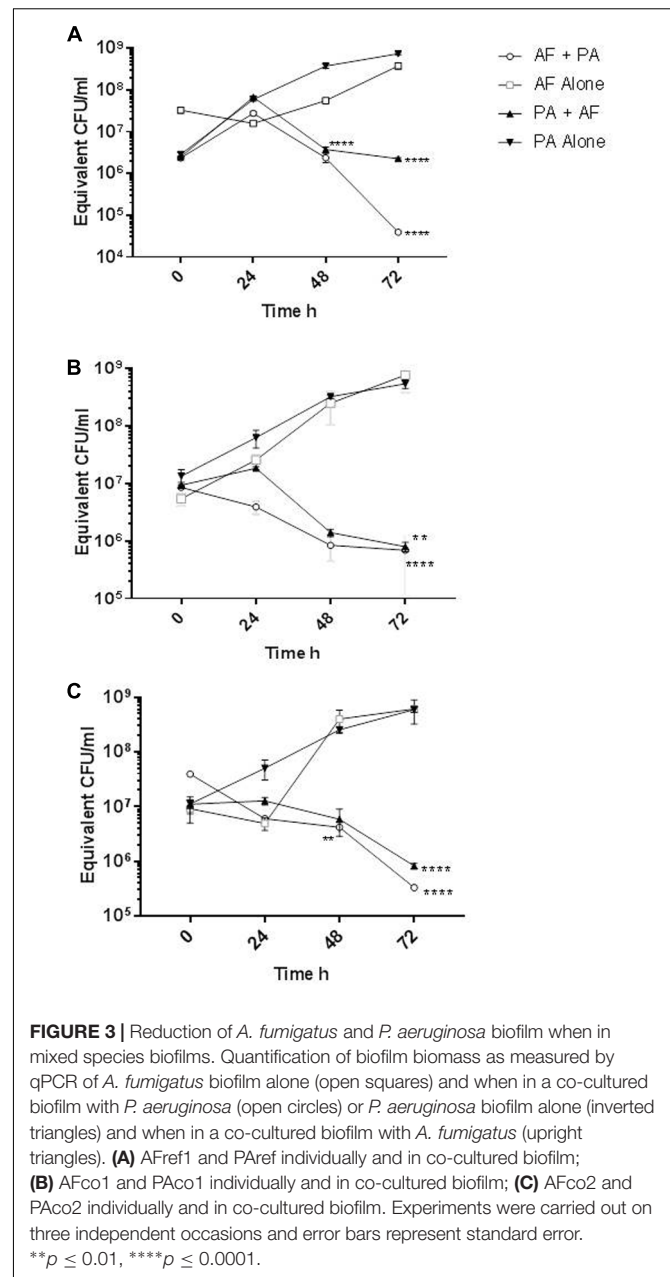 A
Equivalent CFU/ml
10⁹
10⁸
10⁷
10⁶
10⁵
10⁴
****
****
****
0
24
48
72
Time h
AF + PA
AF Alone
PA + AF
PA Alone
B
Equivalent CFU/ml
10⁹
10⁸
10⁷
10⁶
10⁵
**
****
0
24
48
72
Time h
C
Equivalent CFU/ml
10⁹
10⁸
10⁷
10⁶
10⁵
**
****
****
0
24
48
72
Time h
FIGURE 3 | Reduction of A. fumigatus and P. aeruginosa biofilm when in
mixed species biofilms. Quantification of biofilm biomass as measured by
qPCR of A. fumigatus biofilm alone (open squares) and when in a co-cultured
biofilm with P. aeruginosa (open circles) or P. aeruginosa biofilm alone (inverted
triangles) and when in a co-cultured biofilm with A. fumigatus (upright
triangles). (A) AFref1 and PAref individually and in co-cultured biofilm;
(B) AFco1 and PAco1 individually and in co-cultured biofilm; (C) AFco2 and
PAco2 individually and in co-cultured biofilm. Experiments were carried out on
three independent occasions and error bars represent standard error.
**p ≤ 0.01, ****p ≤ 0.0001.